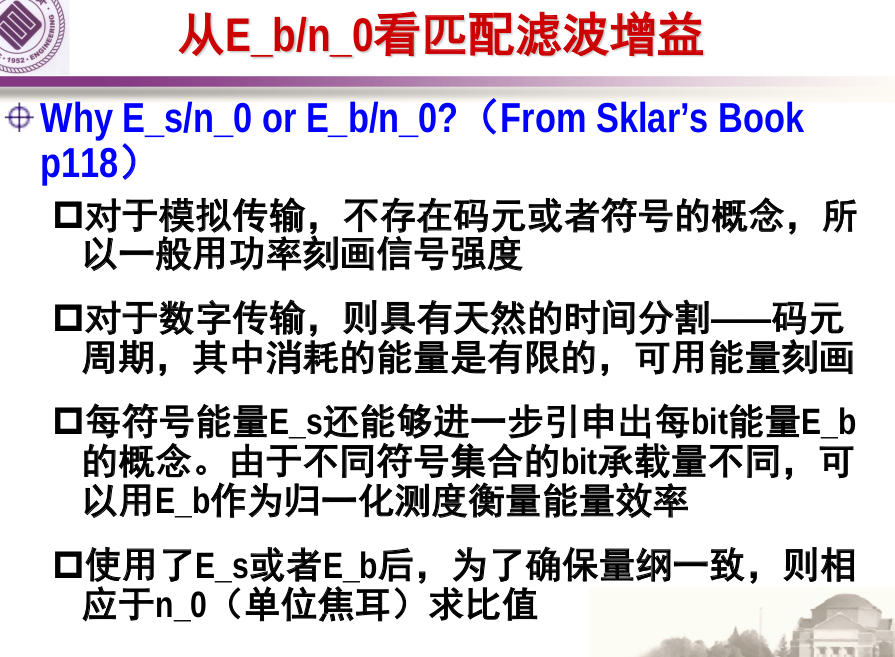 从E_b/n_0看匹配滤波增益
Why E_s/n_0 or E_b/n_0?（From Sklar’s Book
p118）
对于模拟传输，不存在码元或者符号的概念，所
以一般用功率刻画信号强度
对于数字传输，则具有天然的时间分割——码元
周期，其中消耗的能量是有限的，可用能量刻画
每符号能量E_s还能够进一步引申出每bit能量E_b
的概念。由于不同符号集合的bit承载量不同，可
以用E_b作为归一化测度衡量能量效率
使用了E_s或者E_b后，为了确保量纲一致，则相
应于n_0（单位焦耳）求比值
1952
ENGINEERING